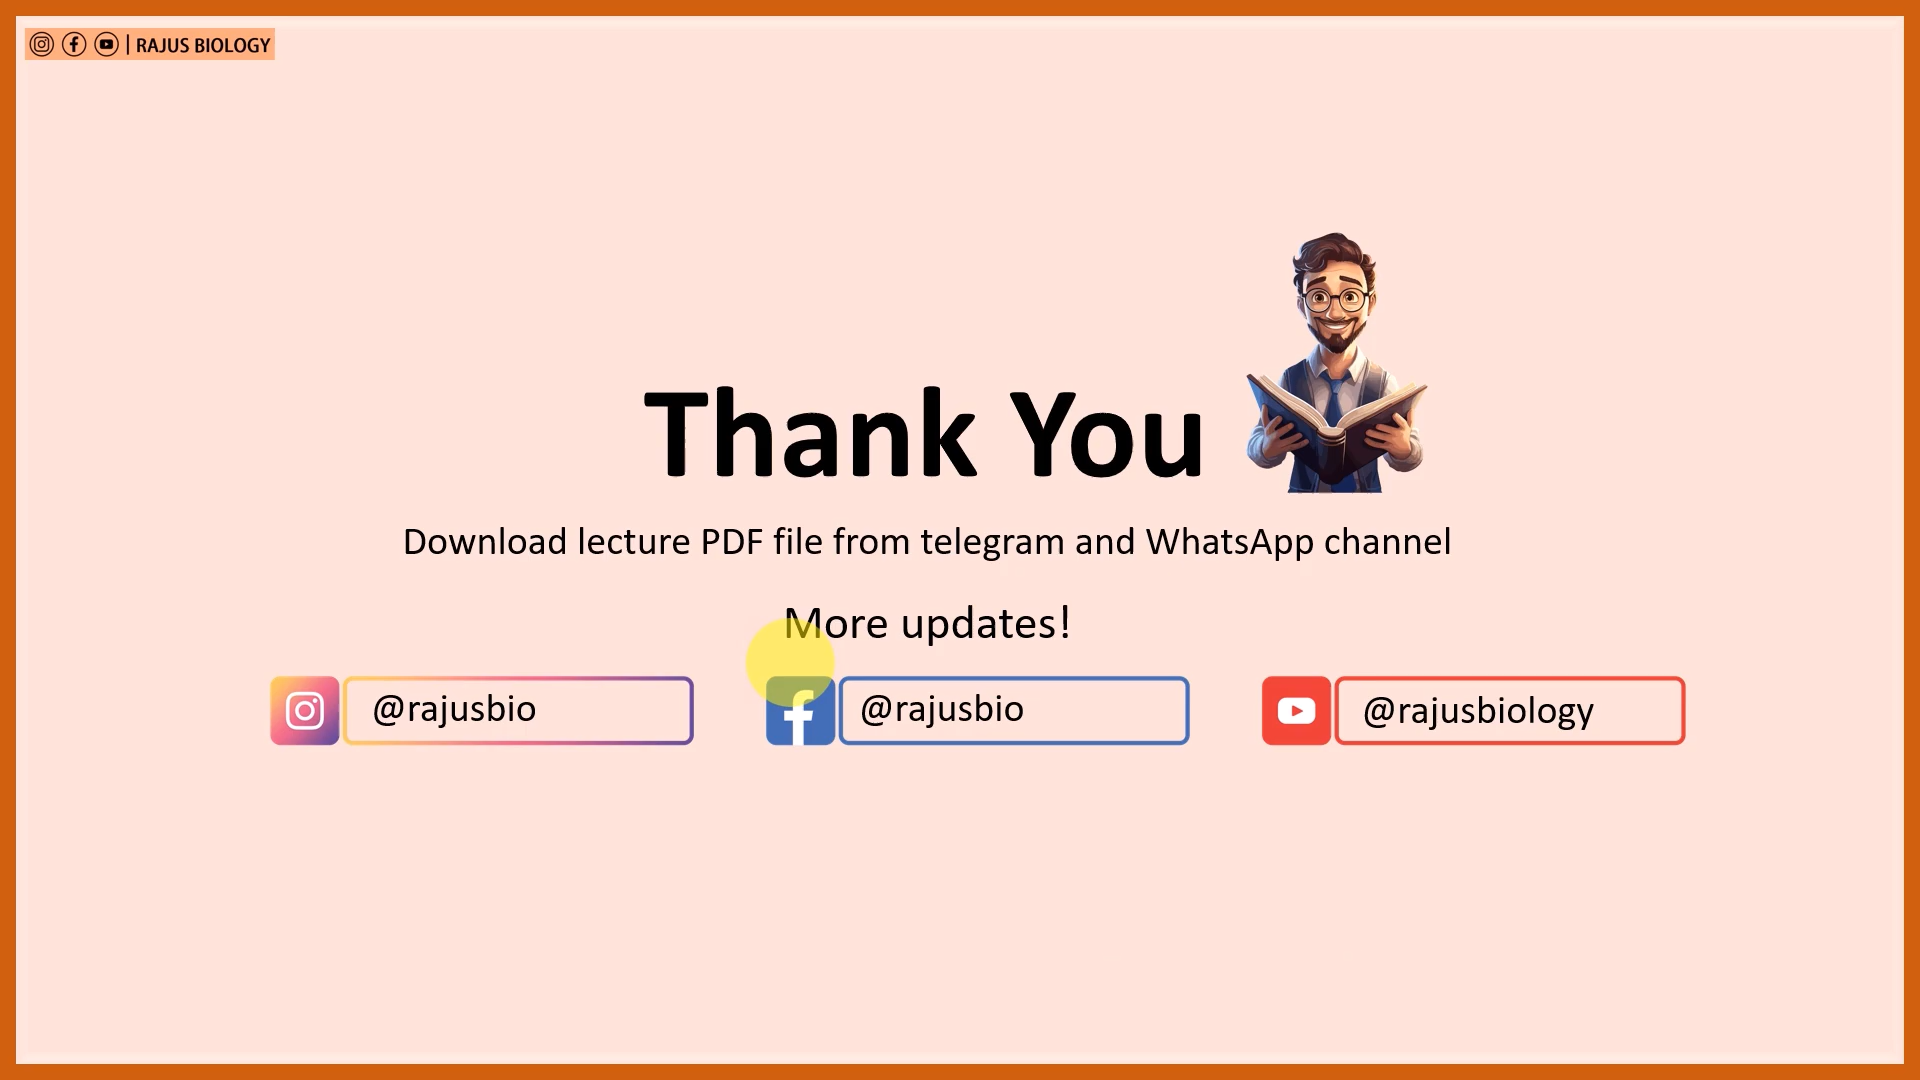 | RAJUS BIOLOGY
Thank You
Download lecture PDF file from telegram and WhatsApp channel
More updates!
@rajusbio
@rajusbio
@rajusbiology